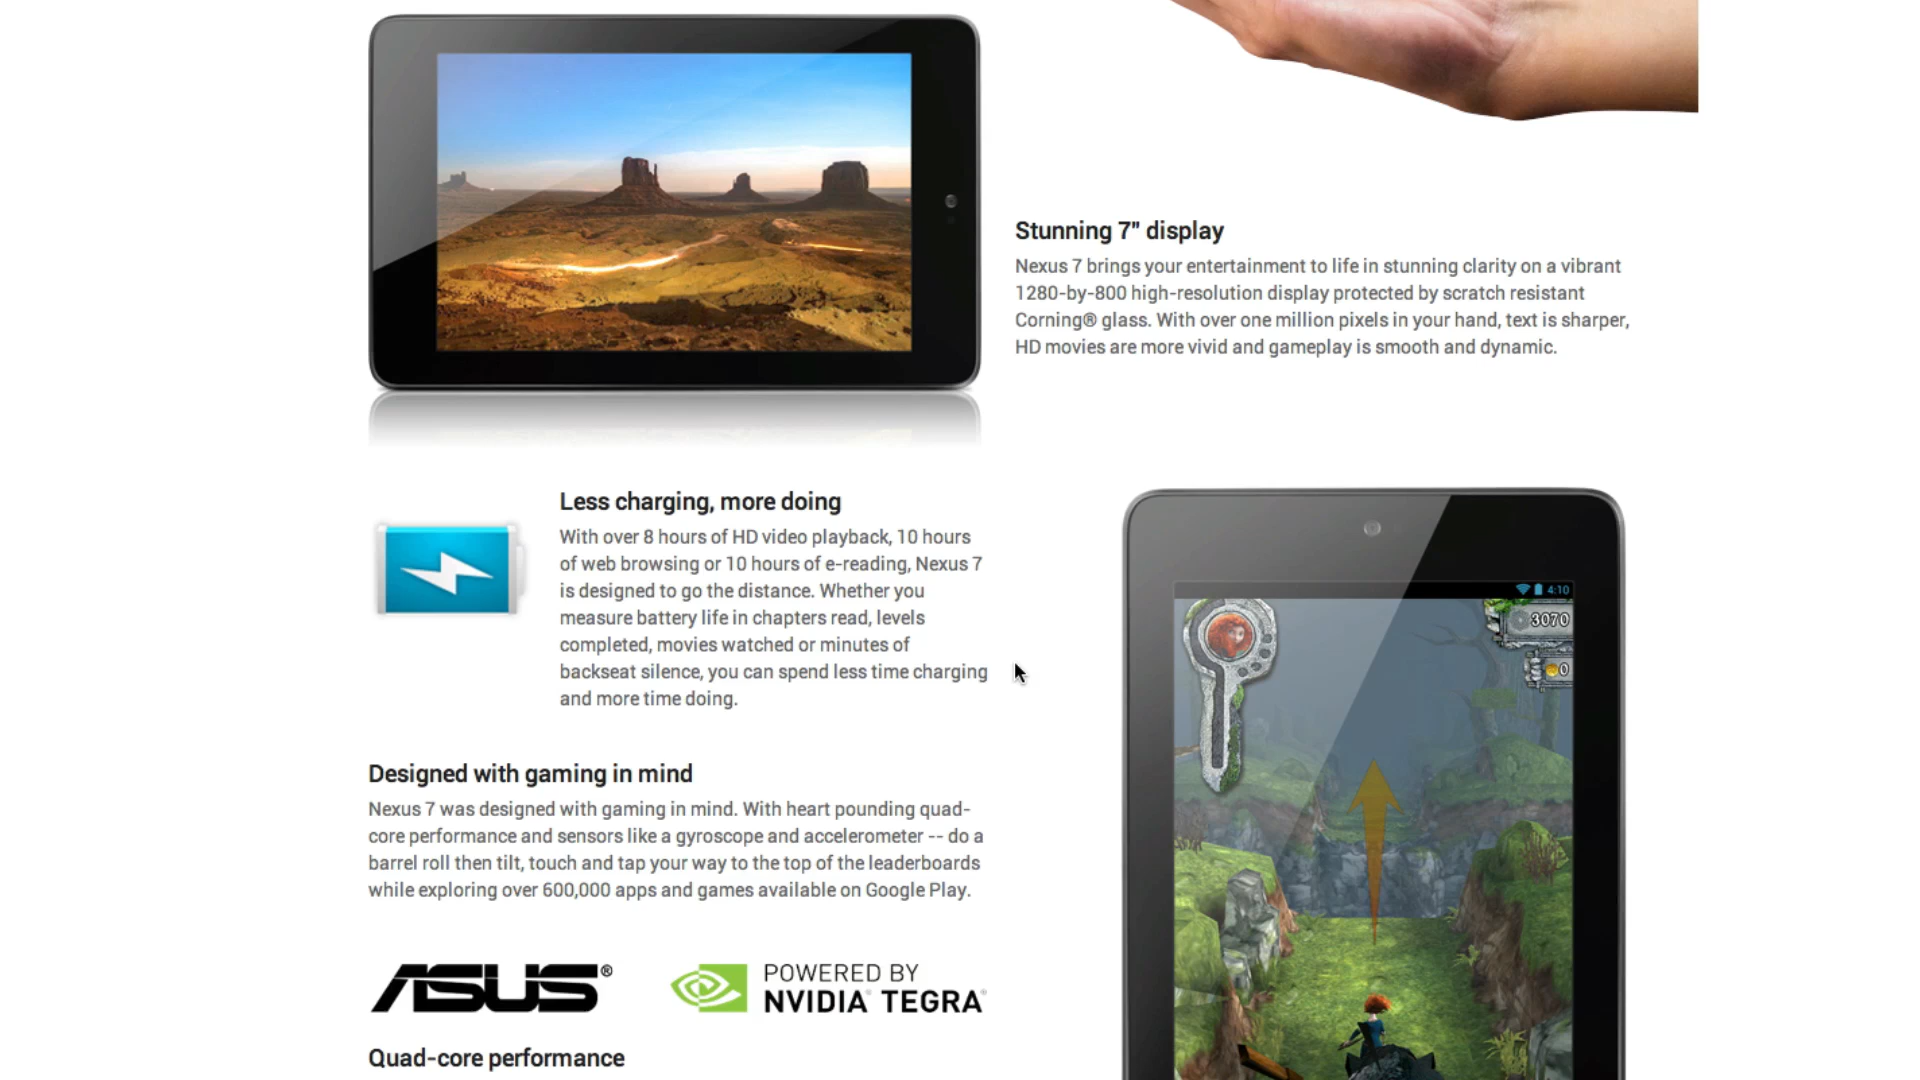 Stunning 7" display
Nexus 7 brings your entertainment to life in stunning clarity on a vibrant
1280-by-800 high-resolution display protected by scratch resistant
Corning® glass. With over one million pixels in your hand, text is sharper,
HD movies are more vivid and gameplay is smooth and dynamic.
Less charging, more doing
With over 8 hours of HD video playback, 10 hours
of web browsing or 10 hours of e-reading, Nexus 7
is designed to go the distance. Whether you
measure battery life in chapters read, levels
completed, movies watched or minutes of
backseat silence, you can spend less time charging
and more time doing.
4:10
3070
0
Designed with gaming in mind
Nexus 7 was designed with gaming in mind. With heart pounding quad-
core performance and sensors like a gyroscope and accelerometer -- do a
barrel roll then tilt, touch and tap your way to the top of the leaderboards
while exploring over 600,000 apps and games available on Google Play.
ASUS®
POWERED BY
NVIDIA® TEGRA®
Quad-core performance